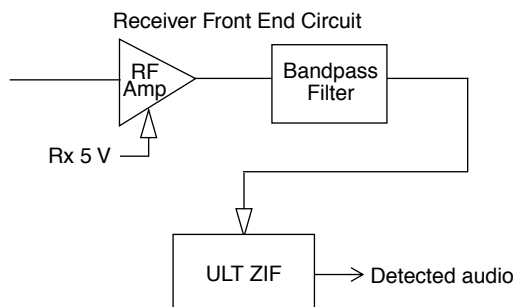 Receiver Front End Circuit
RF
Amp
Bandpass
Filter
Rx 5 V
ULT ZIF
Detected audio